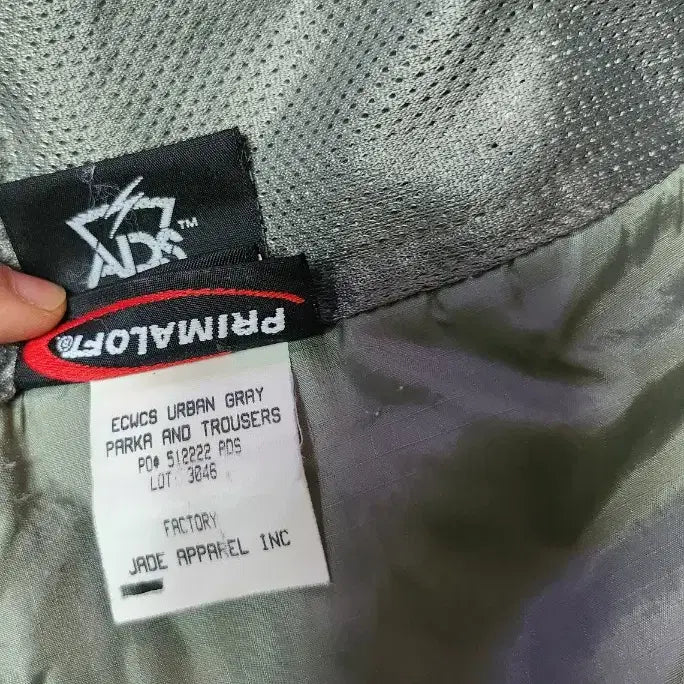 ADS™
PRIMALOFT®
ECWCS URBAN GRAY
PARKA AND TROUSERS
PO# 512222 ADS
LOT 3046
FACTORY
JADE APPAREL INC